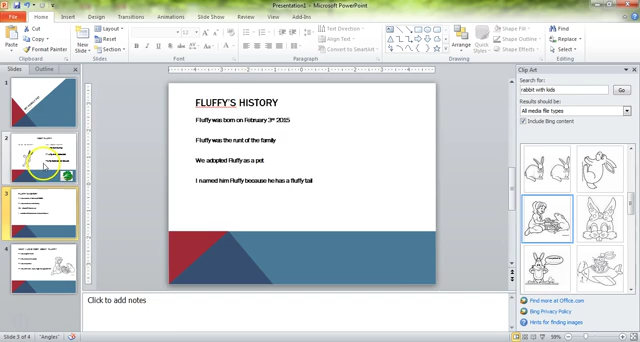 Presentation1 - Microsoft PowerPoint
File Home Insert Design Transitions Animations Slide Show Review View Add-Ins
Paste
Cut
Copy
Format Painter
Clipboard
New Slide
Layout
Reset
Section
Slides
Font
Text Direction
Align Text
Convert to SmartArt
Paragraph
Arrange
Quick Styles
Shape Fill
Shape Outline
Shape Effects
Drawing
Find
Replace
Select
Editing
Slides Outline
1
2
3
4
FLUFFY'S HISTORY
Fluffy was born on February 3rd 2015
Fluffy was the runt of the family
We adopted Fluffy as a pet
I named him Fluffy because he has a fluffy tail
Click to add notes
Clip Art
Search for:
rabbit with kids
Go
Results should be:
All media file types
Include Bing content
Find more at Office.com
Bing Privacy Policy
Hints for finding images
Slide 3 of 4 "Angles"
59%